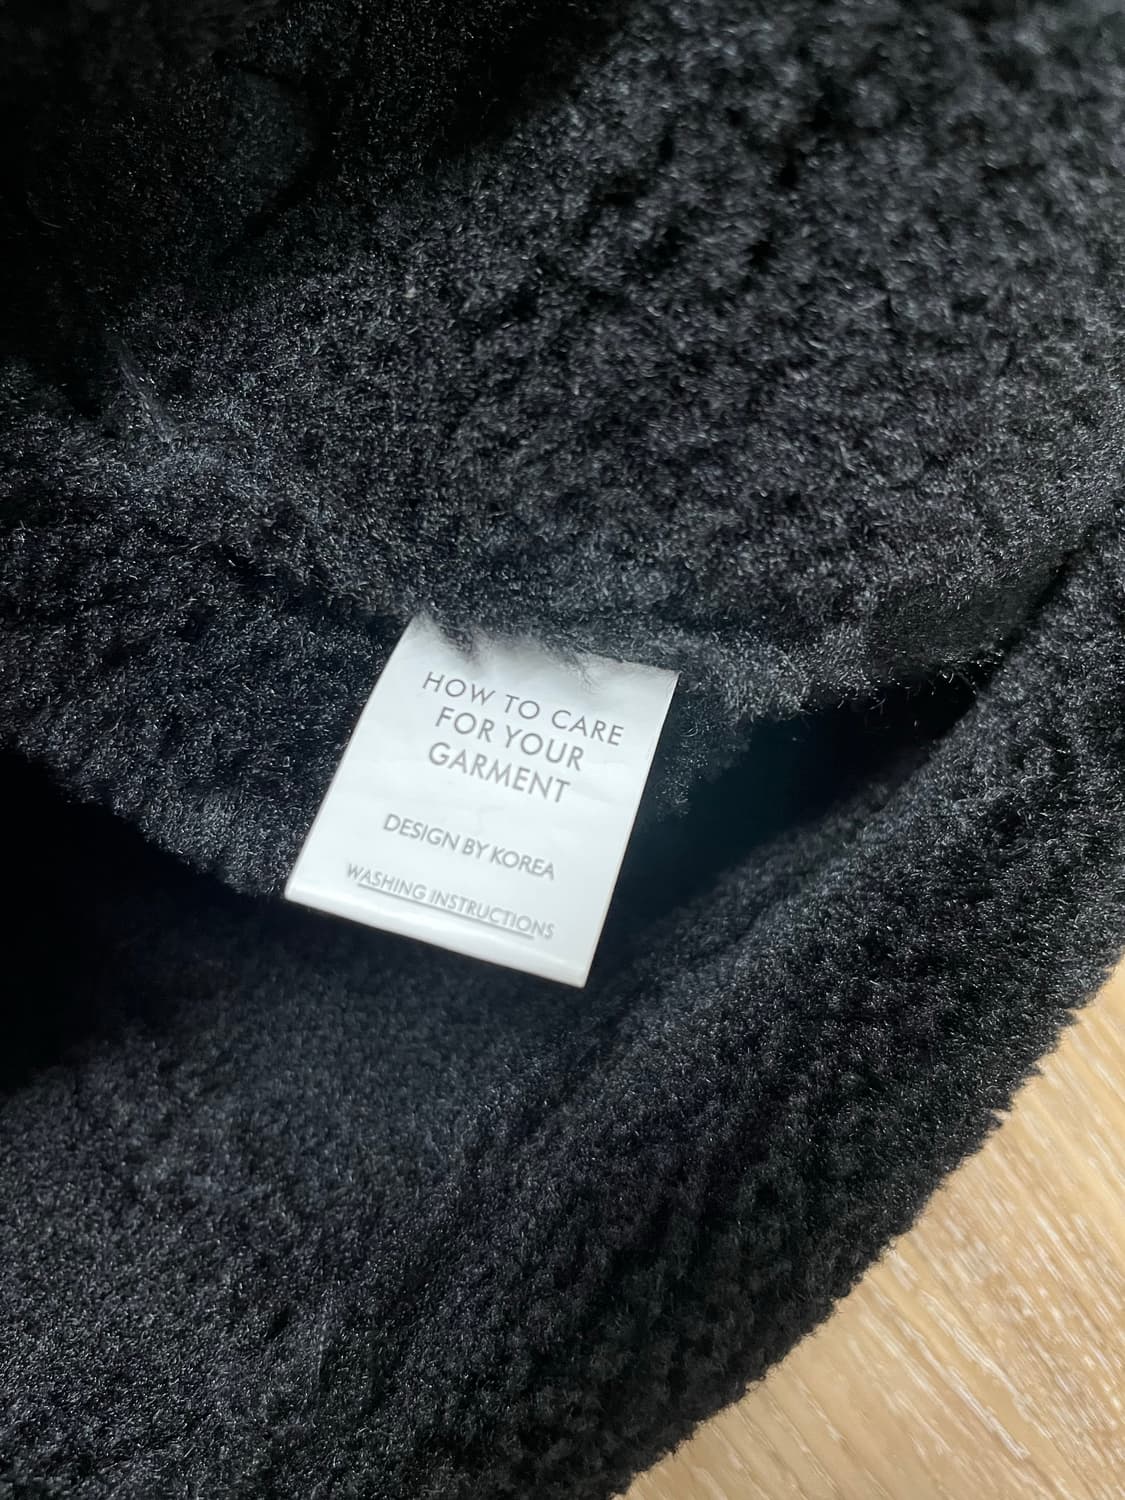 HOW TO CARE
FOR YOUR
GARMENT
DESIGN BY KOREA
WASHING INSTRUCTIONS